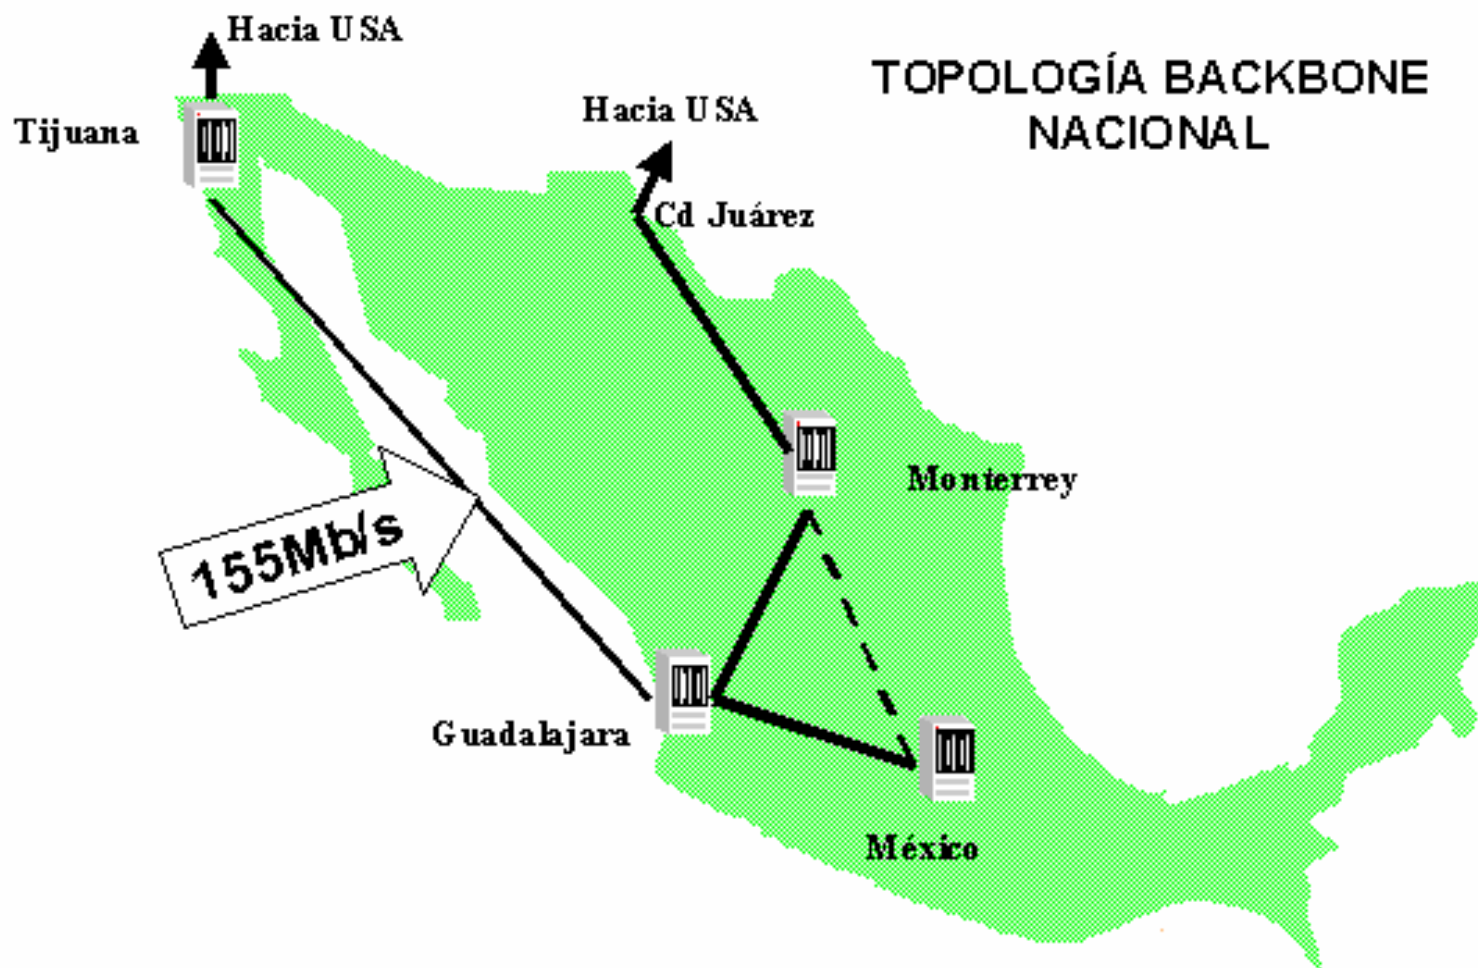 Hacia USA
TOPOLOGÍA BACKBONE
NACIONAL
Hacia USA
Tijuana
Cd Juárez
Monterrey
155Mb/s
Guadalajara
México